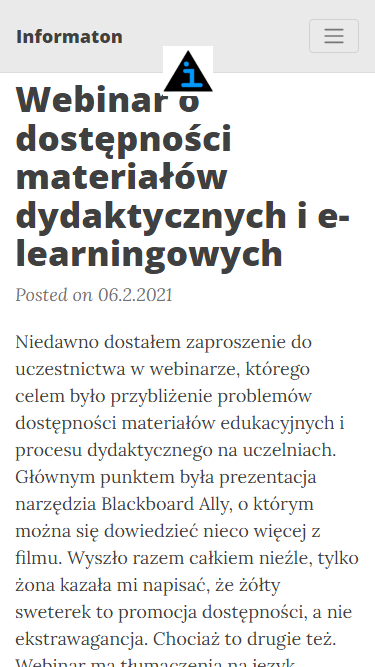 Informaton
i
Webinar o
dostępności
materiałów
dydaktycznych i e-
learningowych
Posted on 06.2.2021
Niedawno dostałem zaproszenie do
uczestnictwa w webinarze, którego
celem było przybliżenie problemów
dostępności materiałów edukacyjnych i
procesu dydaktycznego na uczelniach.
Głównym punktem była prezentacja
narzędzia Blackboard Ally, o którym
można się dowiedzieć nieco więcej z
filmu. Wyszło razem całkiem nieźle, tylko
żona kazała mi napisać, że żółty
sweterek to promocja dostępności, a nie
ekstrawagancja. Chociaż to drugie też.
Webinar ma tłumaczenia na język